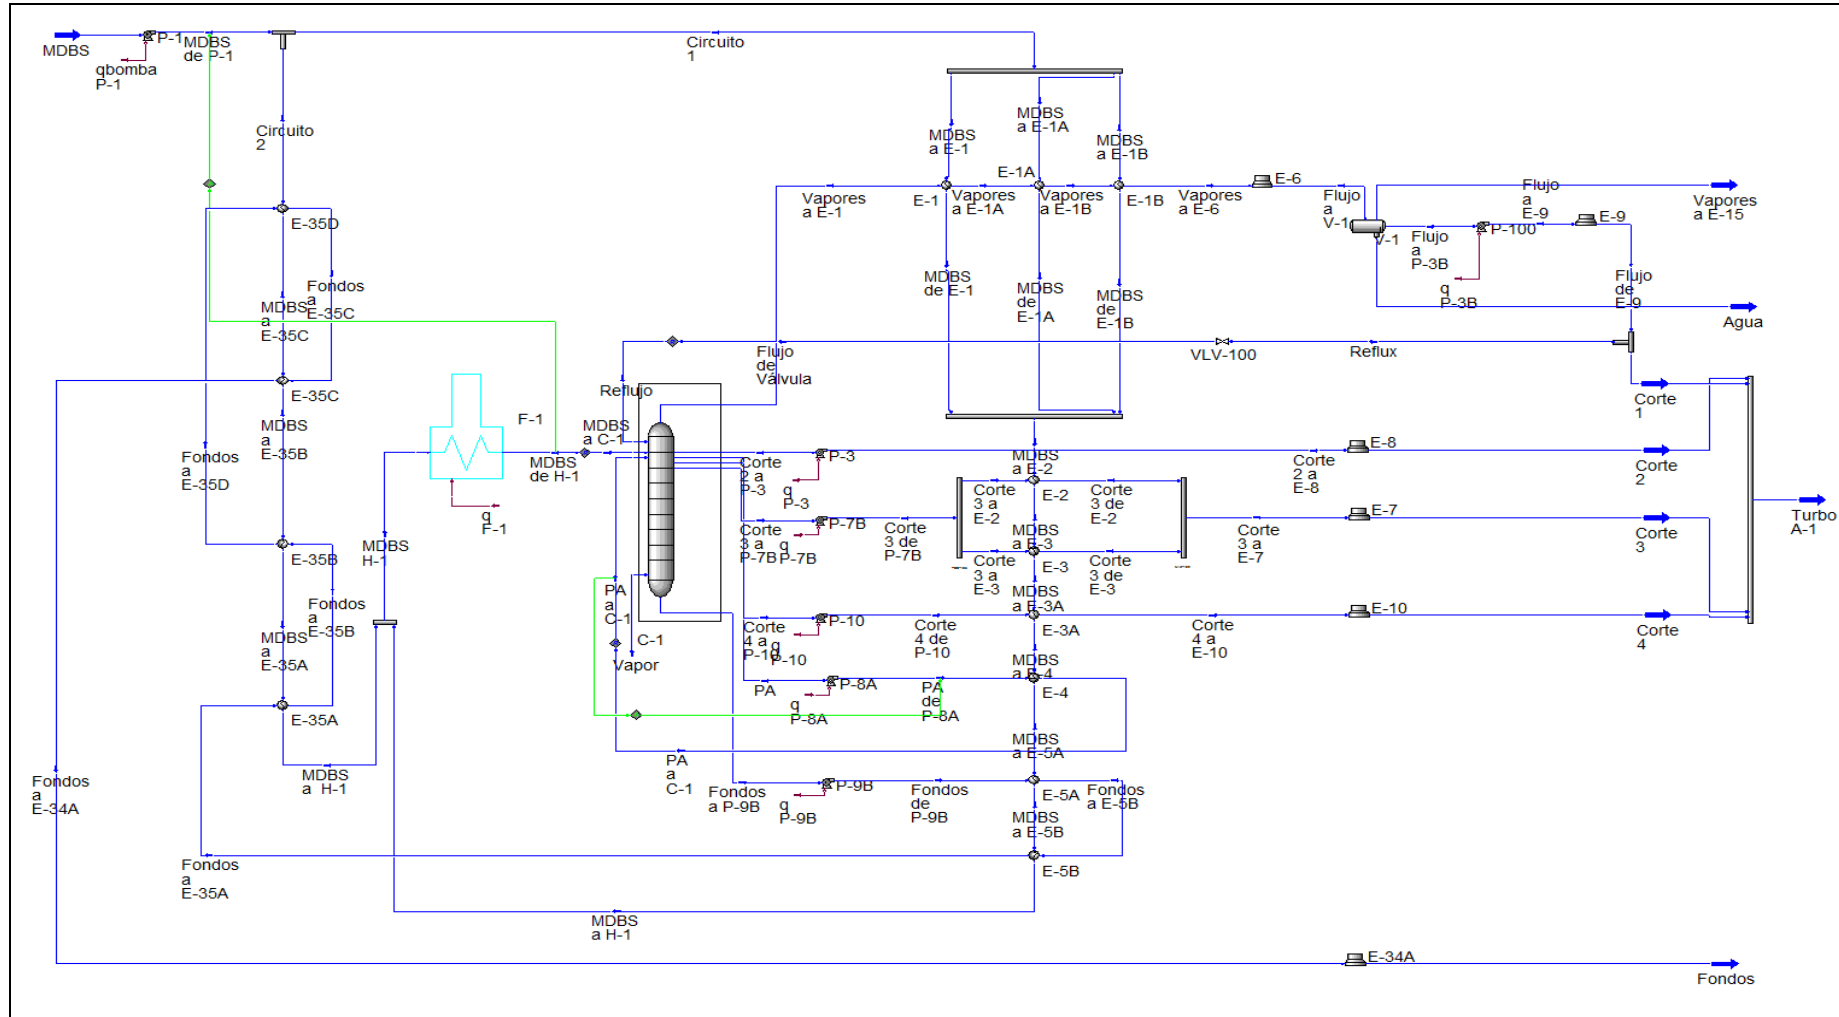 MDBS
P-1
MDBS
de P-1
qbomba
P-1
Circuito
1
Circuito
2
MDBS
a E-1
MDBS
a E-1A
MDBS
a E-1B
Vapores
a E-1
E-1
Vapores
a E-1A
E-1A
Vapores
a E-1B
E-1B
Vapores
a E-6
E-6
Flujo
a
V-1
V-1
Flujo
a
P-3B
q
P-3B
P-100
Flujo
a
E-9
E-9
Vapores
a E-15
Flujo
de
E-9
Agua
E-35D
Fondos
a
E-35C
MDBS
a
E-35C
MDBS
de E-1
MDBS
de
E-1A
MDBS
de
E-1B
Flujo
de
Válvula
VLV-100
Reflux
Reflujo
E-35C
MDBS
a
E-35B
Fondos
a
E-35D
F-1
MDBS
de H-1
MDBS
a C-1
q
F-1
Corte
1
Corte
2 a
P-3
P-3
q
P-3
MDBS
a E-2
E-2
Corte
2 a
E-8
E-8
Corte
2
Corte
3 a
P-7B
P-7B
q
P-7B
Corte
3 de
P-7B
Corte
3 a
E-2
Corte
3 de
E-2
MDBS
a E-3
E-3
Corte
3 a
E-3
Corte
3 de
E-3
Corte
3 a
E-7
E-7
Corte
3
Turbo
A-1
MDBS
H-1
E-35B
Fondos
a
E-35B
MDBS
a
E-35A
E-35A
MDBS
a H-1
PA
a
C-1
C-1
Vapor
Corte
4 a
P-10
P-10
q
P-10
Corte
4 de
P-10
MDBS
a E-3A
E-3A
Corte
4 a
E-10
E-10
Corte
4
MDBS
a E-4
E-4
PA
P-8A
q
P-8A
PA
de
P-8A
MDBS
a E-5A
E-5A
PA
a
C-1
Fondos
a P-9B
P-9B
q
P-9B
Fondos
de
P-9B
Fondos
a E-5B
MDBS
a E-5B
E-5B
Fondos
a
E-34A
Fondos
a
E-35A
MDBS
a H-1
E-34A
Fondos